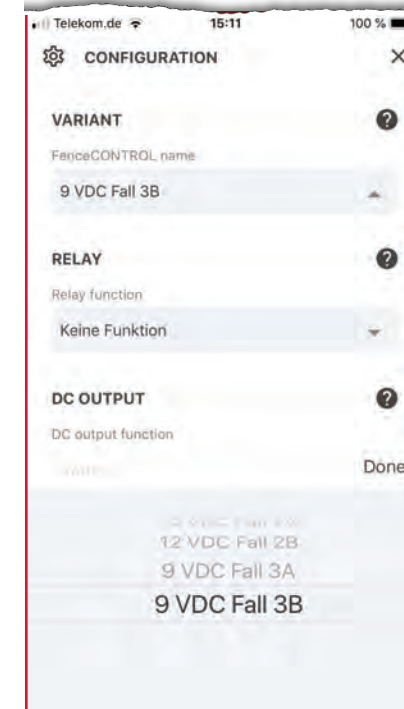 Telekom.de 15:11 100 %
CONFIGURATION
VARIANT
FenceCONTROL name
9 VDC Fall 3B
RELAY
Relay function
Keine Funktion
DC OUTPUT
DC output function
Done
12 VDC Fall 2B
9 VDC Fall 3A
9 VDC Fall 3B